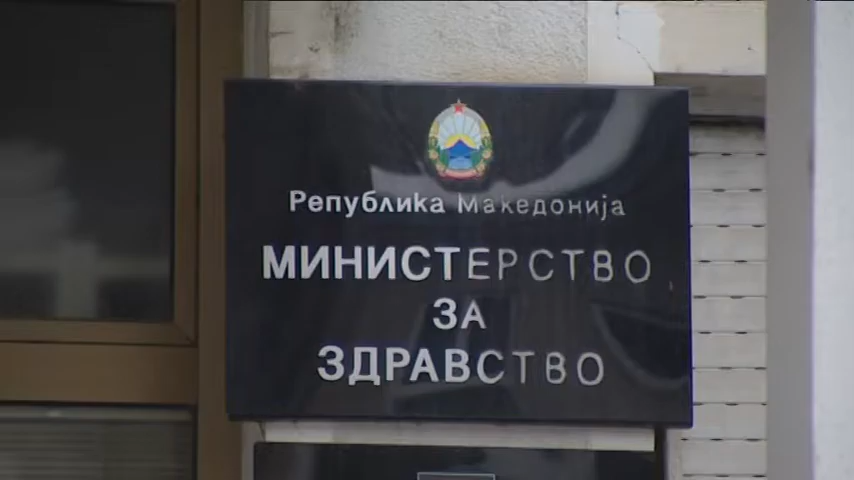 Република Македонија
МИНИСТЕРСТВО
ЗА
ЗДРАВСТВО